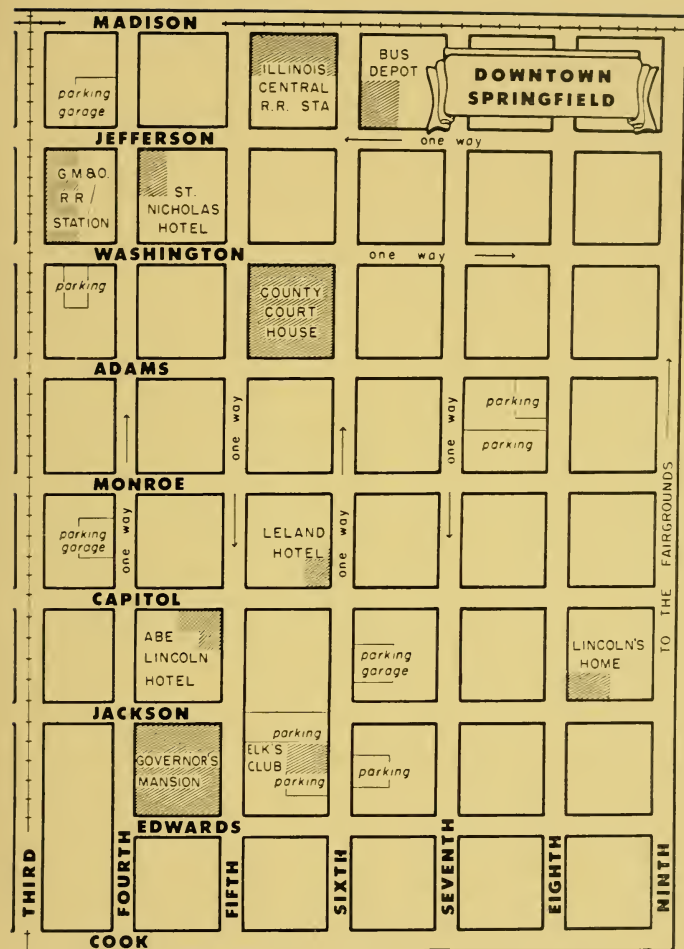 MADISON
parking
garage
ILLINOIS
CENTRAL
R.R. STA
BUS
DEPOT
DOWNTOWN
SPRINGFIELD
JEFFERSON
one way
G M & O.
R R /
STATION
ST.
NICHOLAS
HOTEL
WASHINGTON
one way
parking
COUNTY
COURT
HOUSE
ADAMS
one way
one way
parking
parking
MONROE
parking
garage
one way
LELAND
HOTEL
one way
TO THE FAIRGROUNDS
CAPITOL
ABE
LINCOLN
HOTEL
parking
garage
LINCOLN'S
HOME
JACKSON
GOVERNOR'S
MANSION
parking
ELK'S
CLUB
parking
parking
EDWARDS
THIRD
FOURTH
FIFTH
SIXTH
SEVENTH
EIGHTH
NINTH
COOK